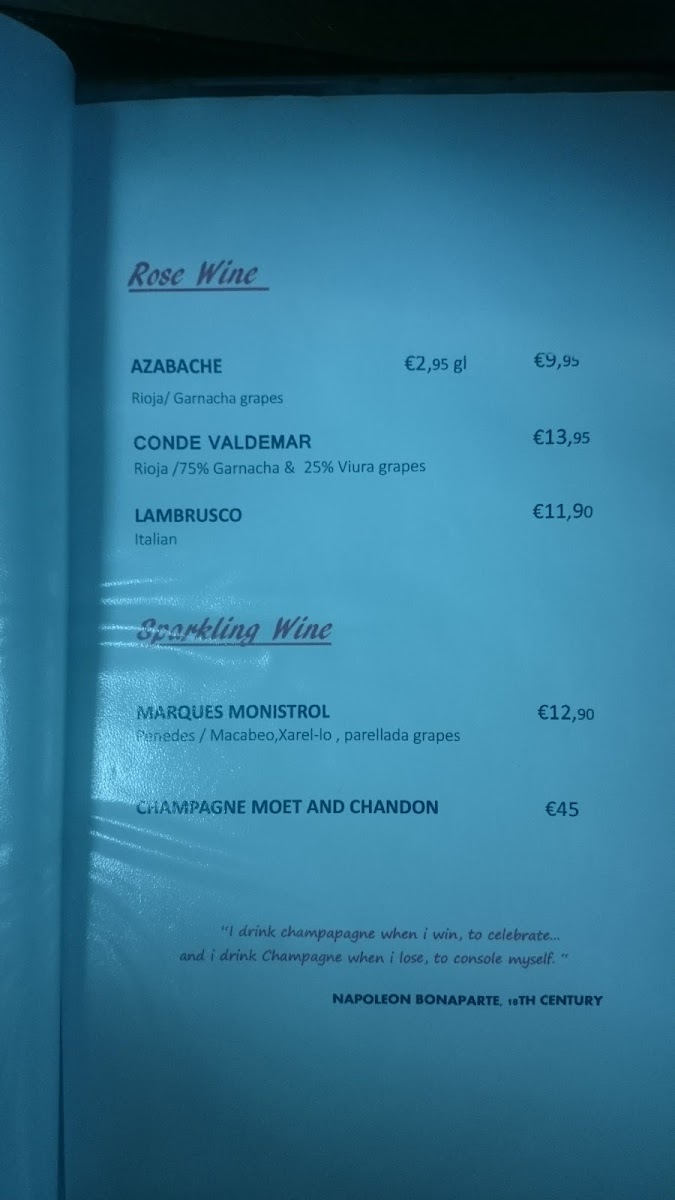 Rose Wine
AZABACHE €2,95 gl €9,95
Rioja/ Garnacha grapes
CONDE VALDEMAR €13,95
Rioja /75% Garnacha & 25% Viura grapes
LAMBRUSCO €11,90
Italian
Sparkling Wine
MARQUES MONISTROL €12,90
Penedes / Macabeo,Xarel-lo , parellada grapes
CHAMPAGNE MOET AND CHANDON €45
"I drink champapagne when i win, to celebrate...
and i drink Champagne when i lose, to console myself. "
NAPOLEON BONAPARTE, 18TH CENTURY